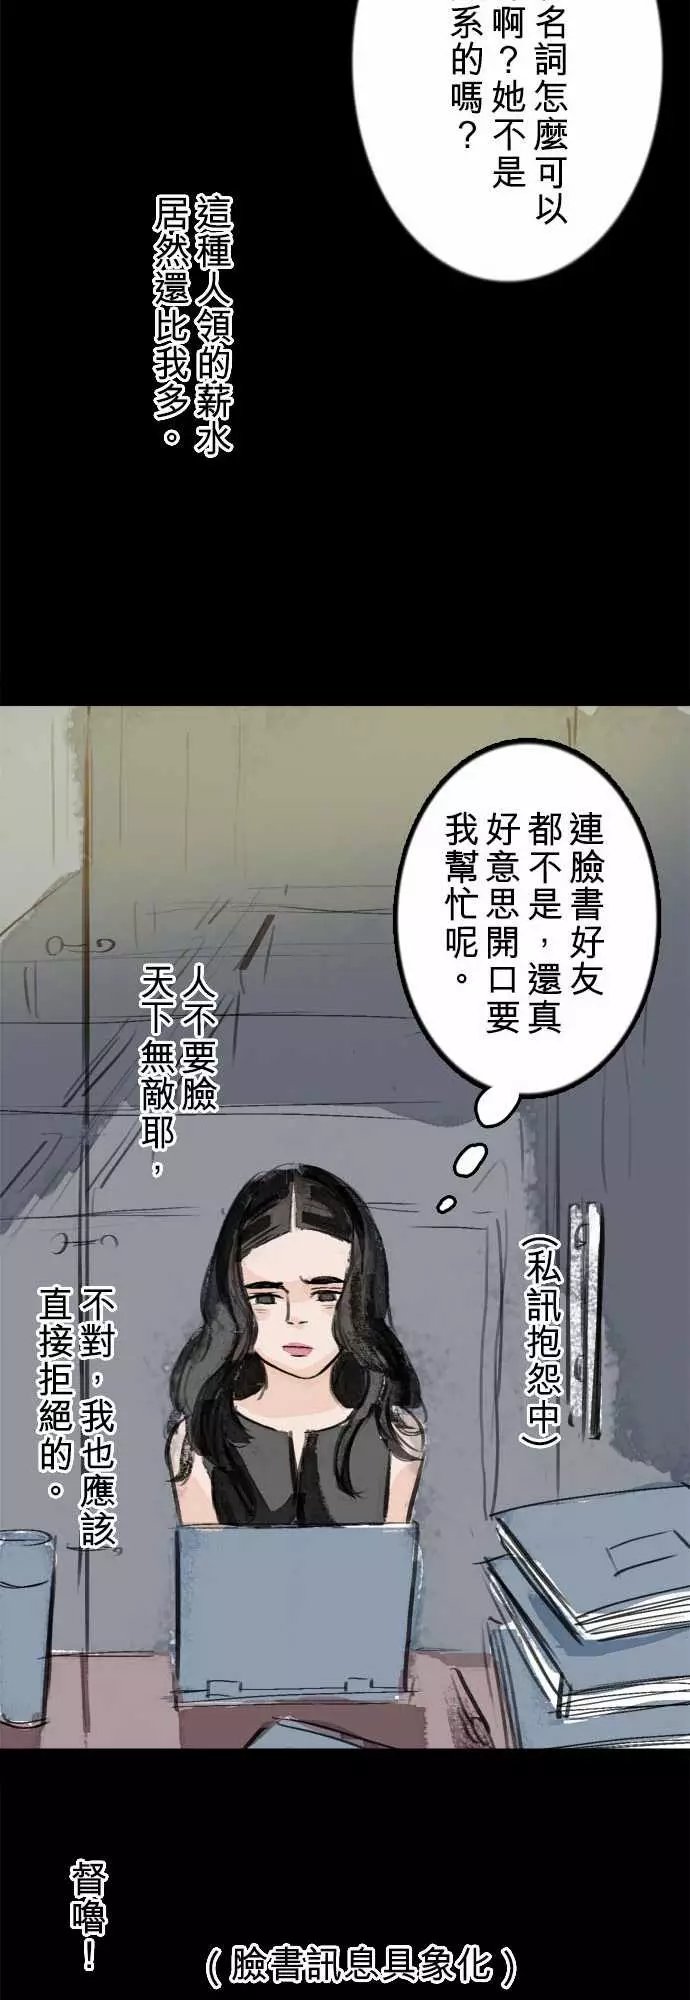 名詞怎麼可以
啊？她不是
系的嗎？
這種人領的薪水
居然還比我多。
連臉書好友
都不是，還真
好意思開口要
我幫忙呢。
人不要臉
天下無敵耶，
（私訊抱怨中）
不對，我也應該
直接拒絕的。
督嚕！
（臉書訊息具象化）